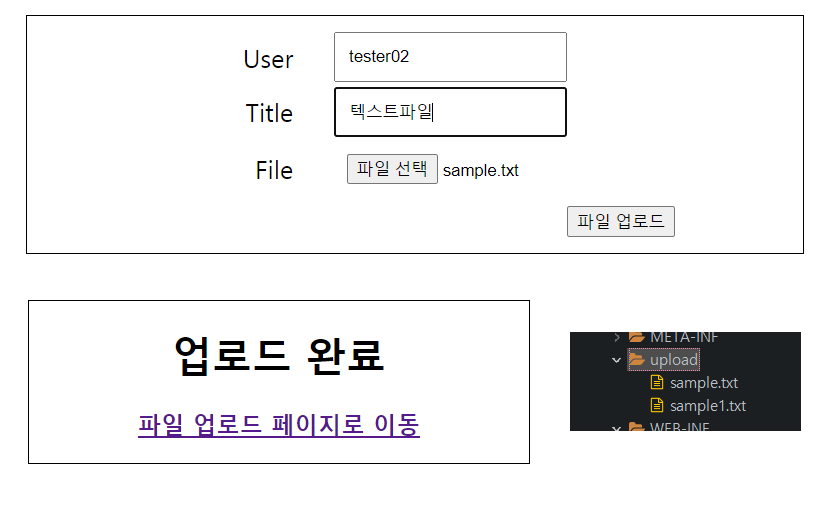 User tester02
Title 텍스트파일
File 파일 선택 sample.txt
파일 업로드
업로드 완료
파일 업로드 페이지로 이동
META-INF
upload
sample.txt
sample1.txt
WEB-INF